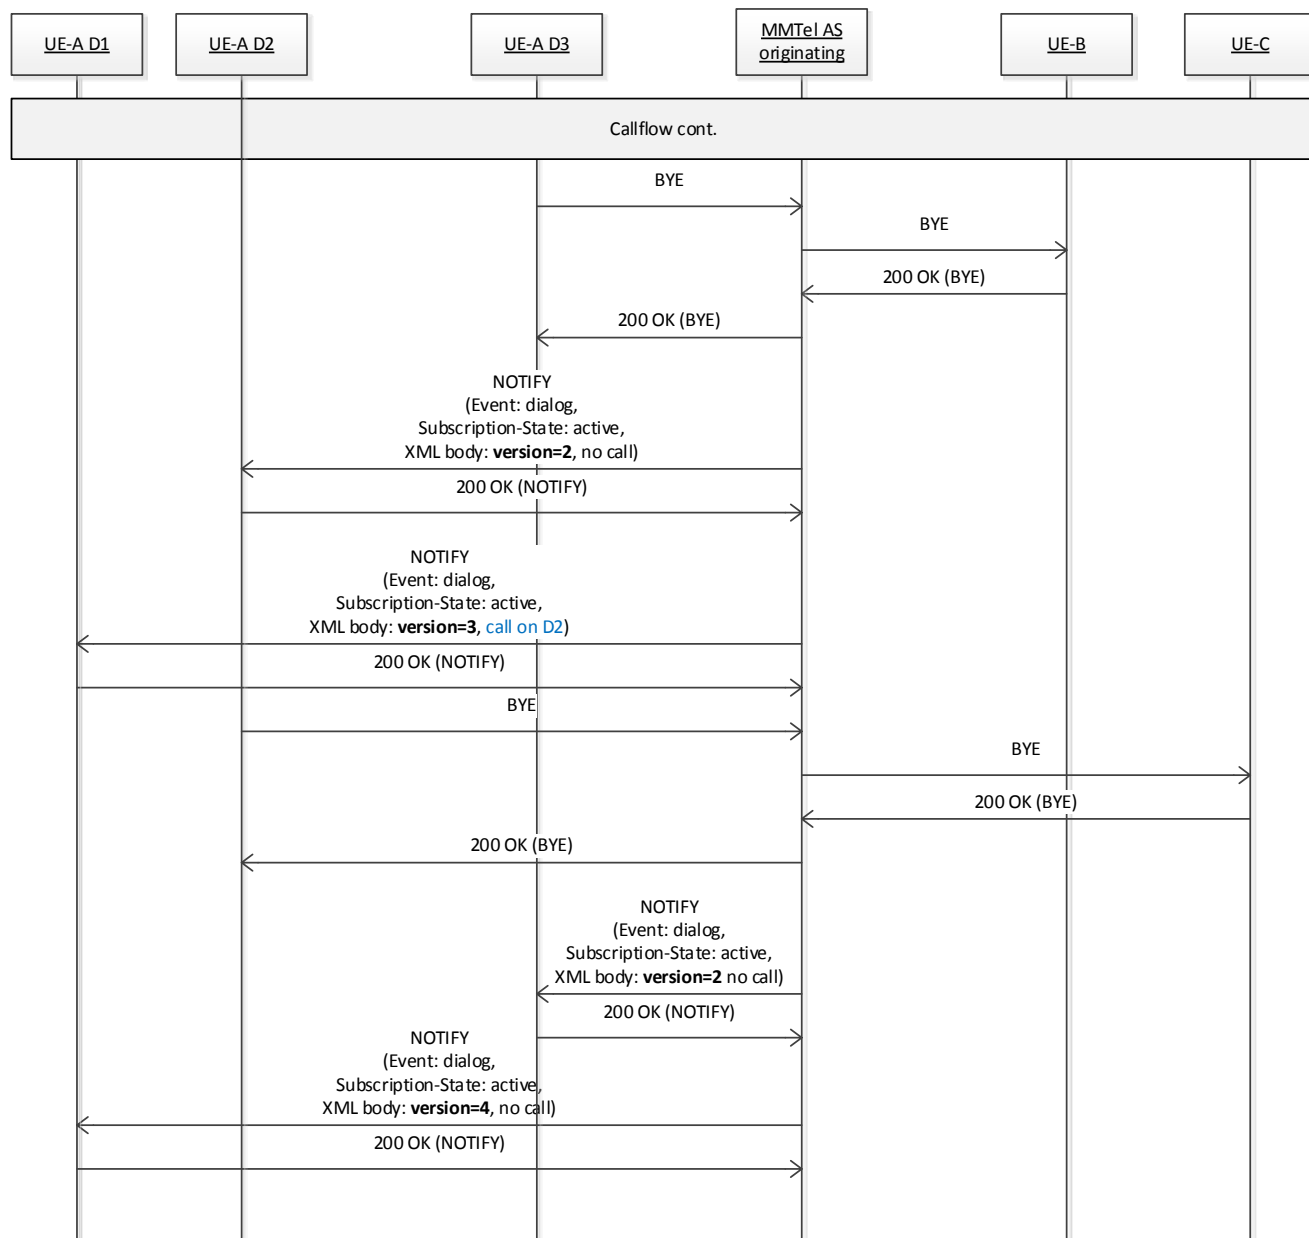 UE-A D1
UE-A D2
UE-A D3
MMTel AS
originating
UE-B
UE-C
Callflow cont.
BYE
BYE
200 OK (BYE)
200 OK (BYE)
NOTIFY
(Event: dialog,
Subscription-State: active,
XML body: version=2, no call)
200 OK (NOTIFY)
NOTIFY
(Event: dialog,
Subscription-State: active,
XML body: version=3, call on D2)
200 OK (NOTIFY)
BYE
BYE
200 OK (BYE)
200 OK (BYE)
NOTIFY
(Event: dialog,
Subscription-State: active,
XML body: version=2 no call)
200 OK (NOTIFY)
NOTIFY
(Event: dialog,
Subscription-State: active,
XML body: version=4, no call)
200 OK (NOTIFY)